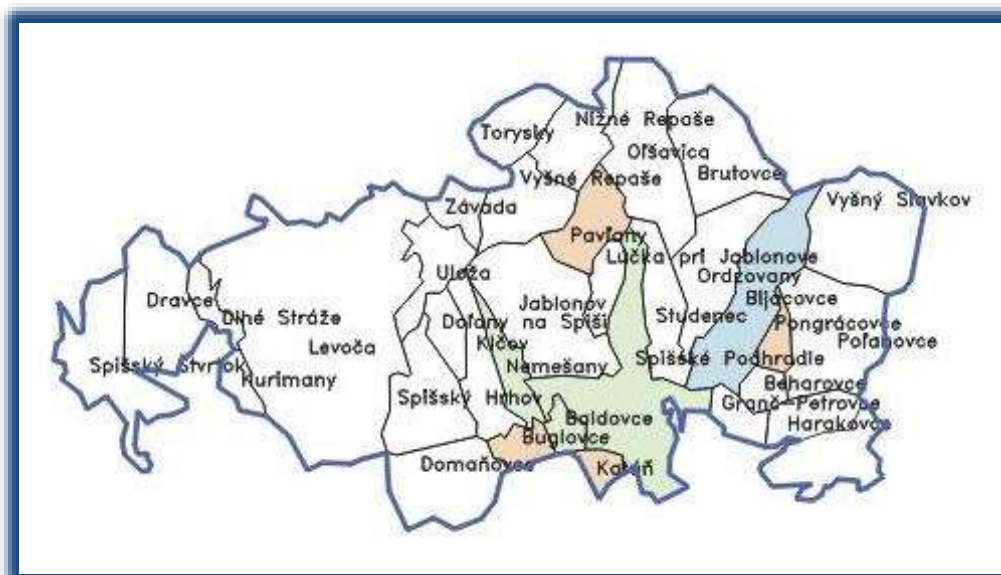 Nižné Repaše
Torysky
Oľšavica
Brutovce
Vyšné Repaše
Vyšný Slavkov
Závada
Pavľany
Lúčka pri Jablonove
Uloža
Ordzovany
Dravce
Jablonov
na Spiši
Bijacovce
Dlhé Stráže
Doľany
Studenec
Pongrácovce
Klčov
Poľanovce
Levoča
Spišský Štvrtok
Nemešany
Spišské Podhradie
Kurimany
Beharovce
Spišský Hrhov
Granč-Petrovce
Baldovce
Harakovce
Buglovce
Domaňovce